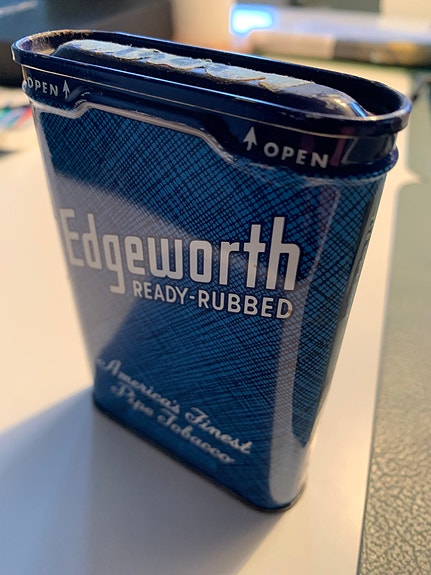 OPEN
OPEN
Edgeworth
READY-RUBBED
America's Finest
Pipe Tobacco